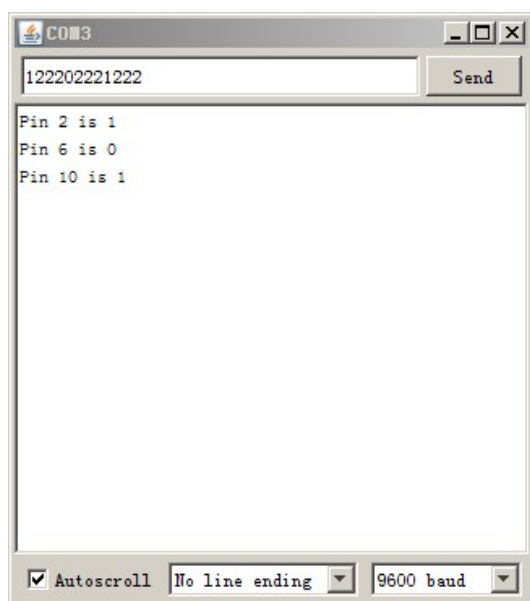 COM3
122202221222
Send
Pin 2 is 1
Pin 6 is 0
Pin 10 is 1
Autoscroll
No line ending
9600 baud